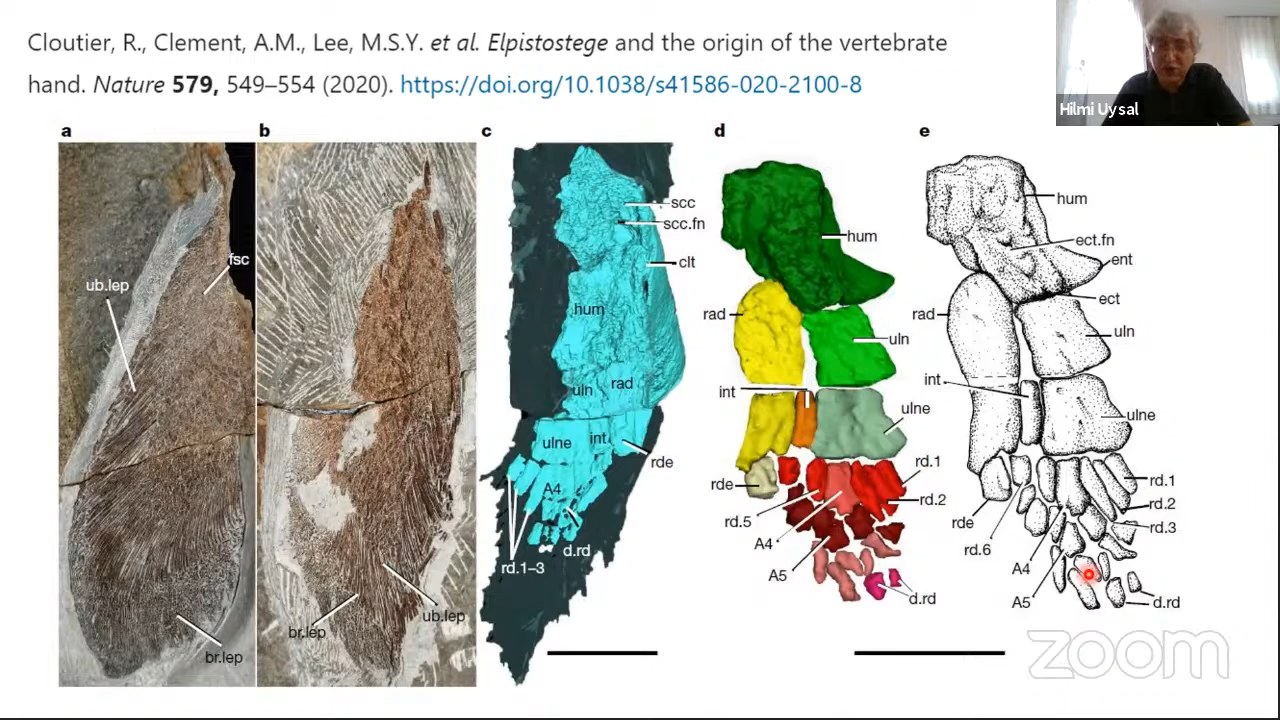 Cloutier, R., Clement, A.M., Lee, M.S.Y. et al. Elpistostege and the origin of the vertebrate
hand. Nature 579, 549–554 (2020). https://doi.org/10.1038/s41586-020-2100-8
Hilmi Uysal
a
fsc
ub.lep
br.lep
b
br.lep
ub.lep
c
scc
scc.fn
clt
hum
uln
rad
ulne
int
rde
A4
d.rd
rd.1–3
d
hum
rad
uln
int
ulne
rde
rd.1
rd.2
rd.5
A4
A5
d.rd
e
hum
ect.fn
ent
ect
rad
uln
int
ulne
rd.1
rd.2
rd.3
rde
rd.6
A4
A5
d.rd
zoom